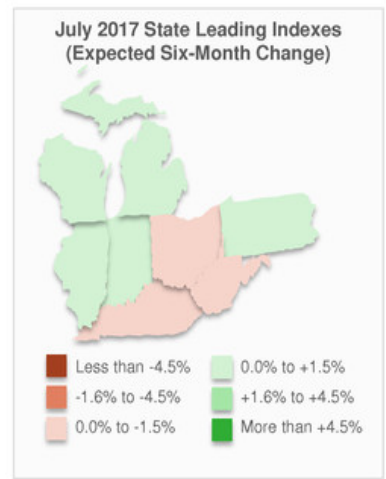 July 2017 State Leading Indexes
(Expected Six-Month Change)
Less than -4.5%
0.0% to +1.5%
-1.6% to -4.5%
+1.6% to +4.5%
0.0% to -1.5%
More than +4.5%